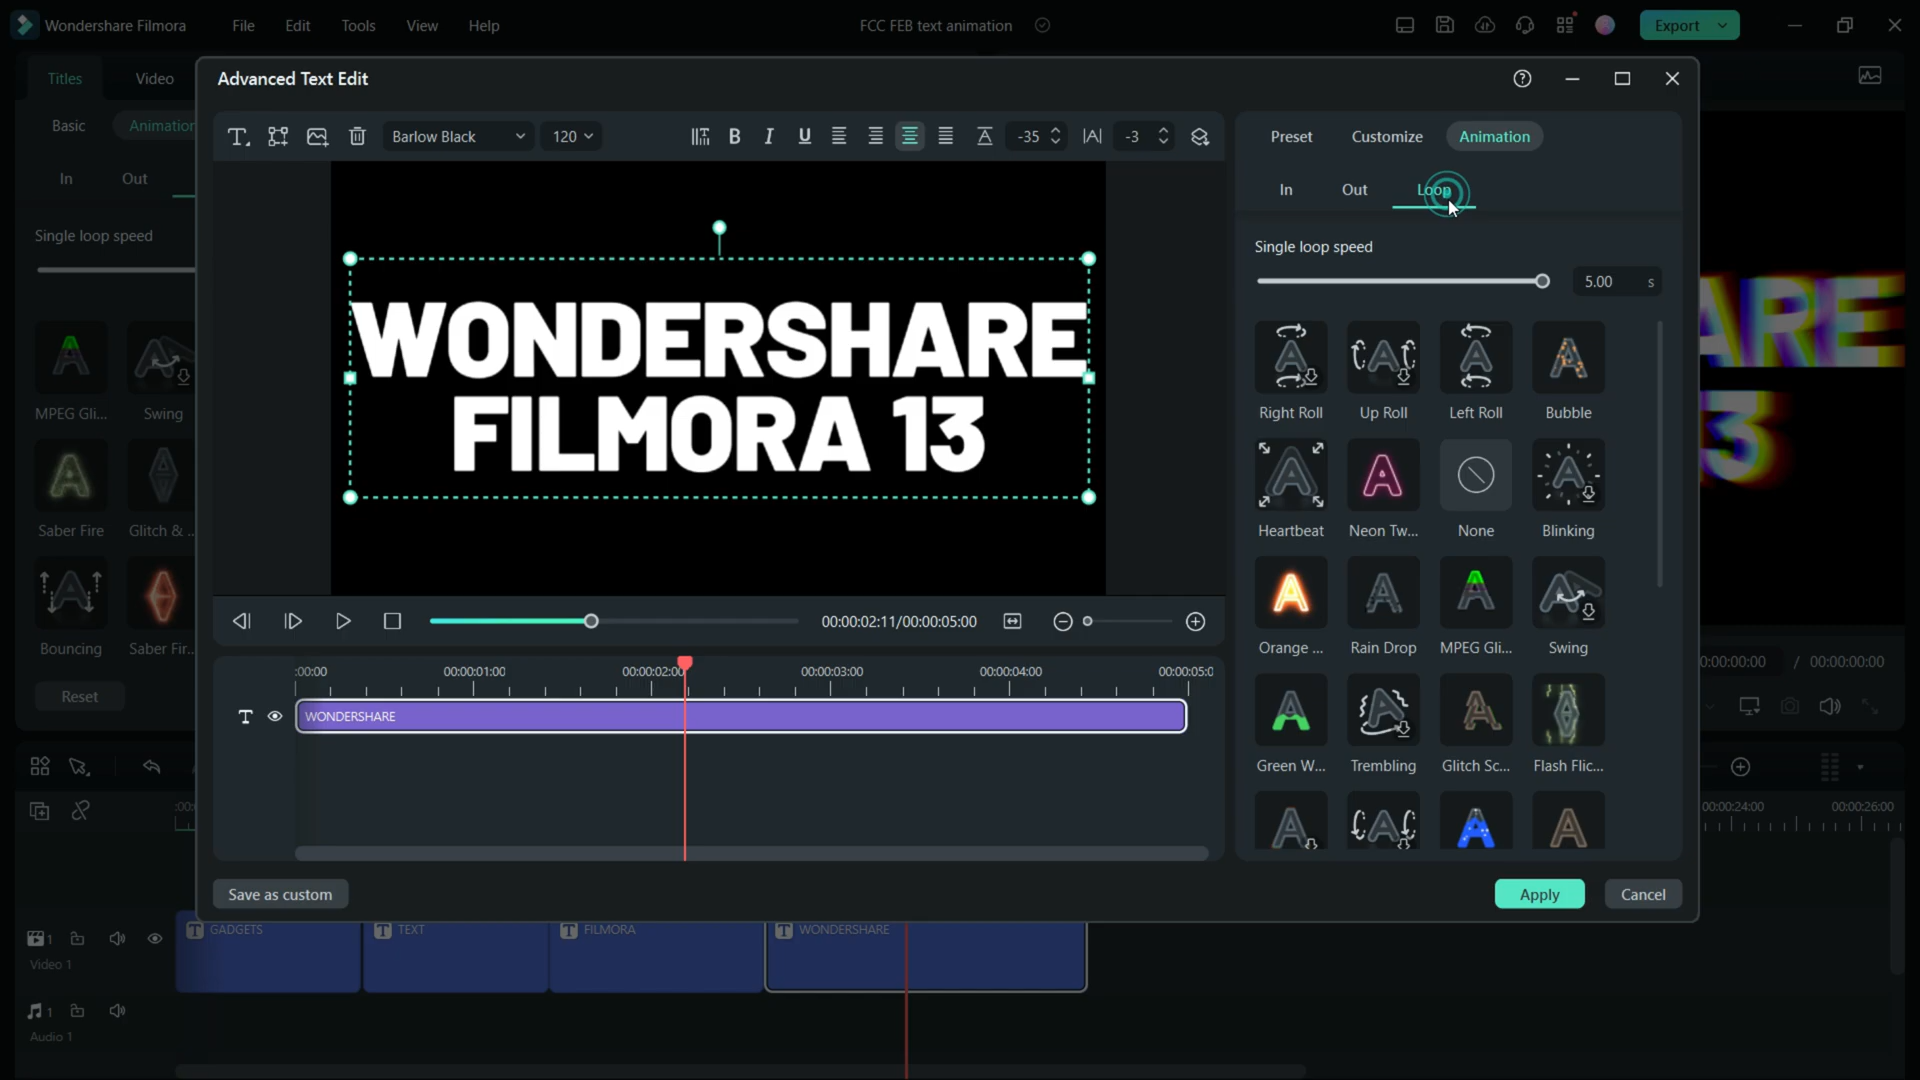 Wondershare Filmora File Edit Tools View Help FCC FEB text animation Export
Titles Video
Basic Animation
In Out
Single loop speed
MPEG Gli... Swing
Saber Fire Glitch & ..
Bouncing Saber Fir...
Reset
Advanced Text Edit
Barlow Black 120 B I U -35 -3
WONDERSHARE
FILMORA 13
00:00:02:11/00:00:05:00
:00:00 00:00:01:00 00:00:02:00 00:00:03:00 00:00:04:00 00:00:05:0
WONDERSHARE
Preset Customize Animation
In Out Loop
Single loop speed
5.00 s
Right Roll Up Roll Left Roll Bubble
Heartbeat Neon Tw... None Blinking
Orange ... Rain Drop MPEG Gli... Swing
Green W... Trembling Glitch Sc... Flash Flic...
Save as custom Apply Cancel
ARE
3
0:00:00:00 / 00:00:00:00
:00:0 00:00:24:00 00:00:26:00
1 GADGETS TEXT FILMORA WONDERSHARE
Video 1
1
Audio 1